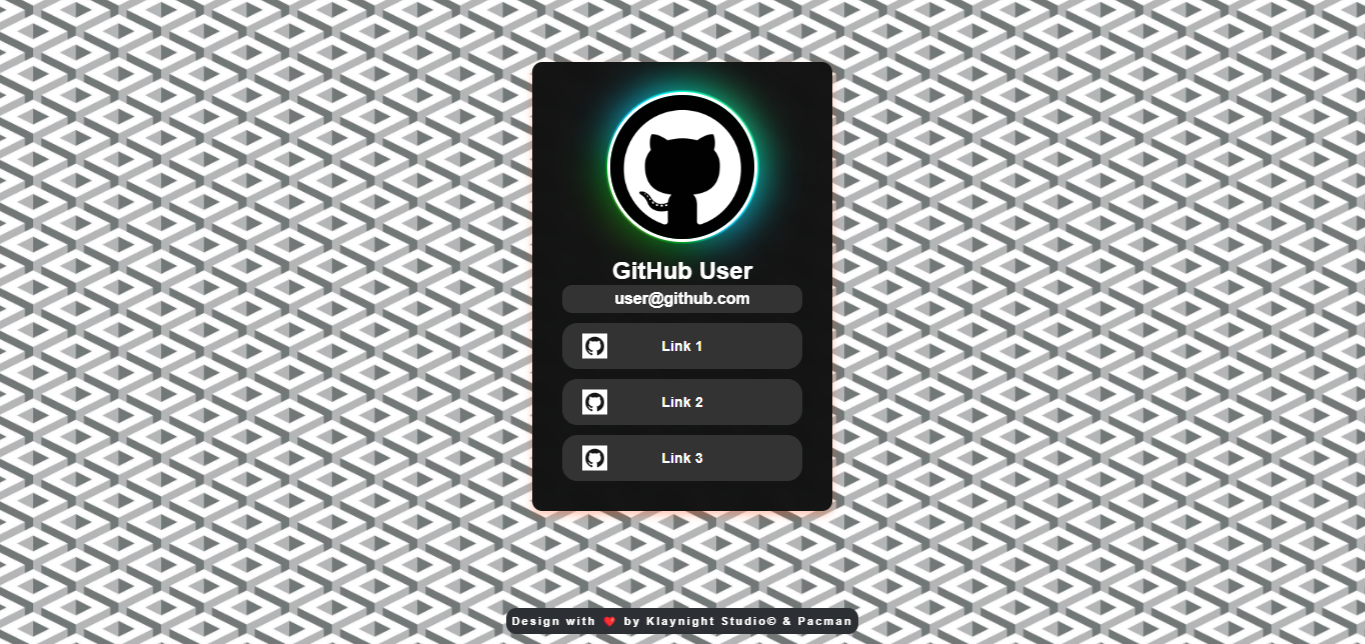 GitHub User
user@github.com
Link 1
Link 2
Link 3
Design with ❤️ by Klaynight Studio© & Pacman